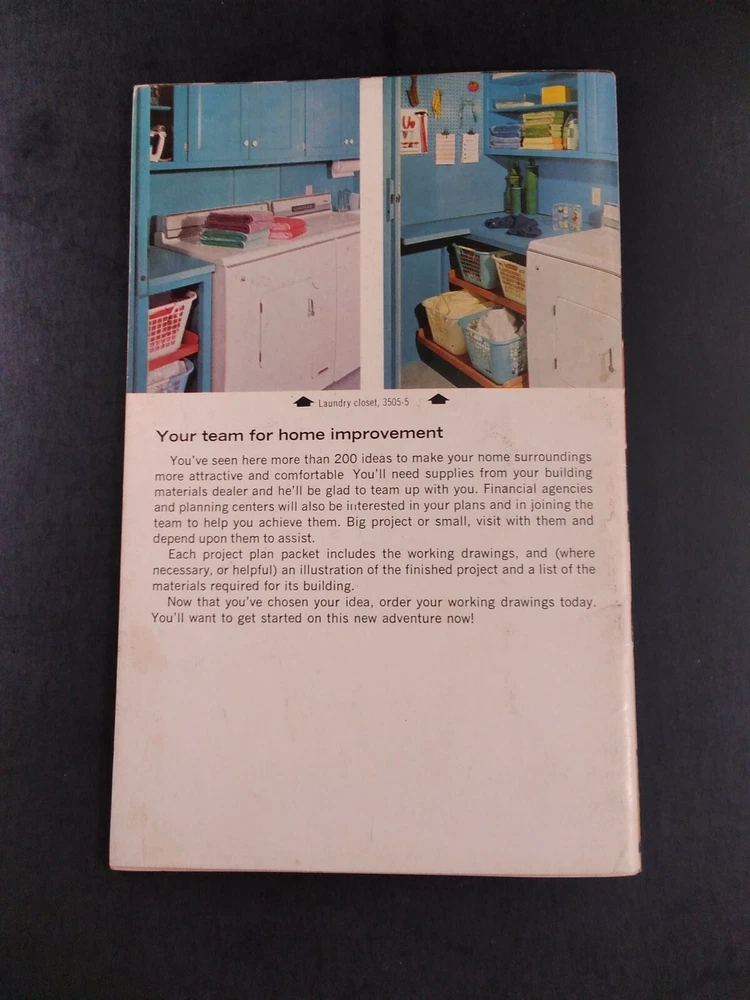 Laundry closet, 3505-5
Your team for home improvement
You've seen here more than 200 ideas to make your home surroundings
more attractive and comfortable You'll need supplies from your building
materials dealer and he'll be glad to team up with you. Financial agencies
and planning centers will also be interested in your plans and in joining the
team to help you achieve them. Big project or small, visit with them and
depend upon them to assist.
Each project plan packet includes the working drawings, and (where
necessary, or helpful) an illustration of the finished project and a list of the
materials required for its building.
Now that you've chosen your idea, order your working drawings today.
You'll want to get started on this new adventure now!